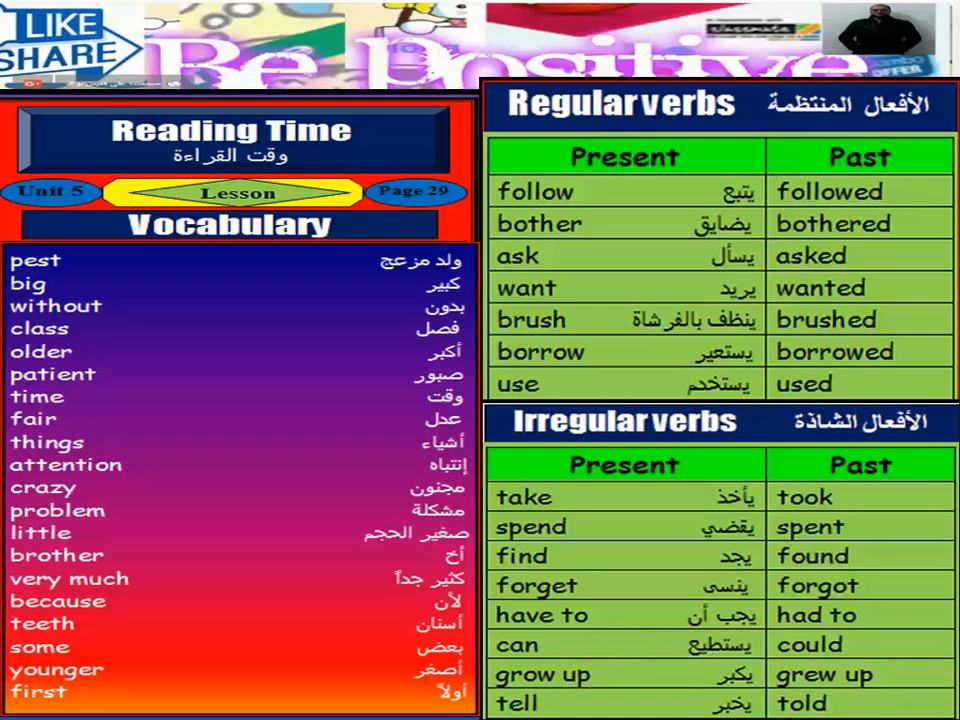 LIKE
SHARE
Be Positive
OFFER
Reading Time
وقت القراءة
Unit 5 Lesson Page 29
Vocabulary
pest ولد مزعج
big كبير
without بدون
class فصل
older أكبر
patient صبور
time وقت
fair عدل
things أشياء
attention إنتباه
crazy مجنون
problem مشكلة
little صغير الحجم
brother أخ
very much كثير جداً
because لأن
teeth أسنان
some بعض
younger أصغر
first أولاً
Regular verbs الأفعال المنتظمة
Present Past
follow يتبع followed
bother يضايق bothered
ask يسأل asked
want يريد wanted
brush ينظف بالفرشاة brushed
borrow يستعير borrowed
use يستخدم used
Irregular verbs الأفعال الشاذة
Present Past
take يأخذ took
spend يقضي spent
find يجد found
forget ينسى forgot
have to يجب أن had to
can يستطيع could
grow up يكبر grew up
tell يخبر told